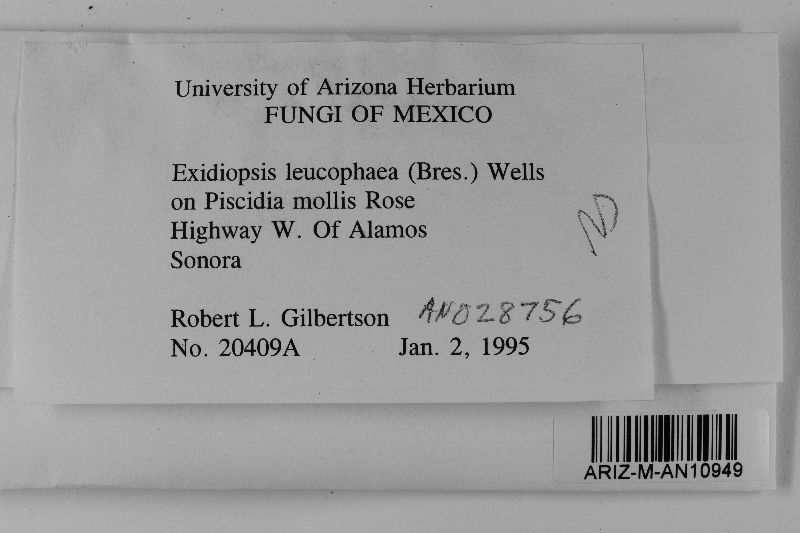 University of Arizona Herbarium
FUNGI OF MEXICO
Exidiopsis leucophaea (Bres.) Wells
on Piscidia mollis Rose
Highway W. Of Alamos
Sonora
ND
Robert L. Gilbertson AN028756
No. 20409A Jan. 2, 1995
ARIZ-M-AN10949